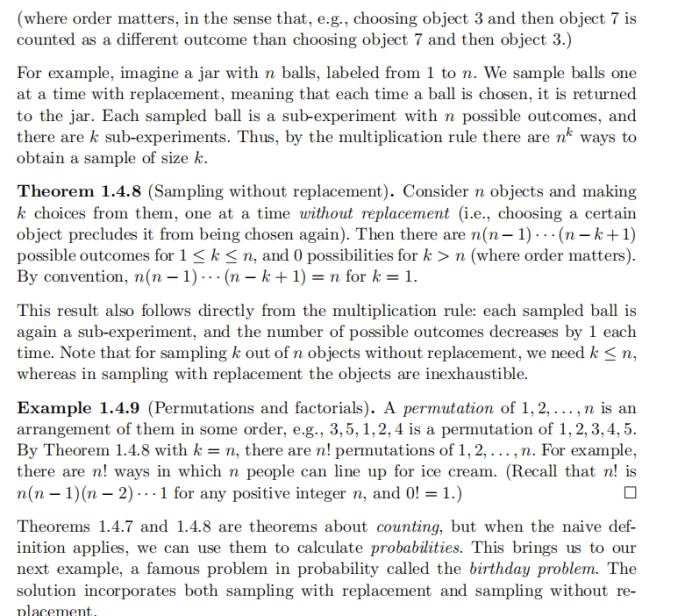 (where order matters, in the sense that, e.g., choosing object 3 and then object 7 is
counted as a different outcome than choosing object 7 and then object 3.)
For example, imagine a jar with n balls, labeled from 1 to n. We sample balls one
at a time with replacement, meaning that each time a ball is chosen, it is returned
to the jar. Each sampled ball is a sub-experiment with n possible outcomes, and
there are k sub-experiments. Thus, by the multiplication rule there are nᵏ ways to
obtain a sample of size k.
Theorem 1.4.8 (Sampling without replacement). Consider n objects and making
k choices from them, one at a time without replacement (i.e., choosing a certain
object precludes it from being chosen again). Then there are n(n − 1) · · · (n − k + 1)
possible outcomes for 1 ≤ k ≤ n, and 0 possibilities for k > n (where order matters).
By convention, n(n − 1) · · · (n − k + 1) = n for k = 1.
This result also follows directly from the multiplication rule: each sampled ball is
again a sub-experiment, and the number of possible outcomes decreases by 1 each
time. Note that for sampling k out of n objects without replacement, we need k ≤ n,
whereas in sampling with replacement the objects are inexhaustible.
Example 1.4.9 (Permutations and factorials). A permutation of 1, 2, . . . , n is an
arrangement of them in some order, e.g., 3, 5, 1, 2, 4 is a permutation of 1, 2, 3, 4, 5.
By Theorem 1.4.8 with k = n, there are n! permutations of 1, 2, . . . , n. For example,
there are n! ways in which n people can line up for ice cream. (Recall that n! is
n(n − 1)(n − 2) · · · 1 for any positive integer n, and 0! = 1.) □
Theorems 1.4.7 and 1.4.8 are theorems about counting, but when the naive def-
inition applies, we can use them to calculate probabilities. This brings us to our
next example, a famous problem in probability called the birthday problem. The
solution incorporates both sampling with replacement and sampling without re-
placement.